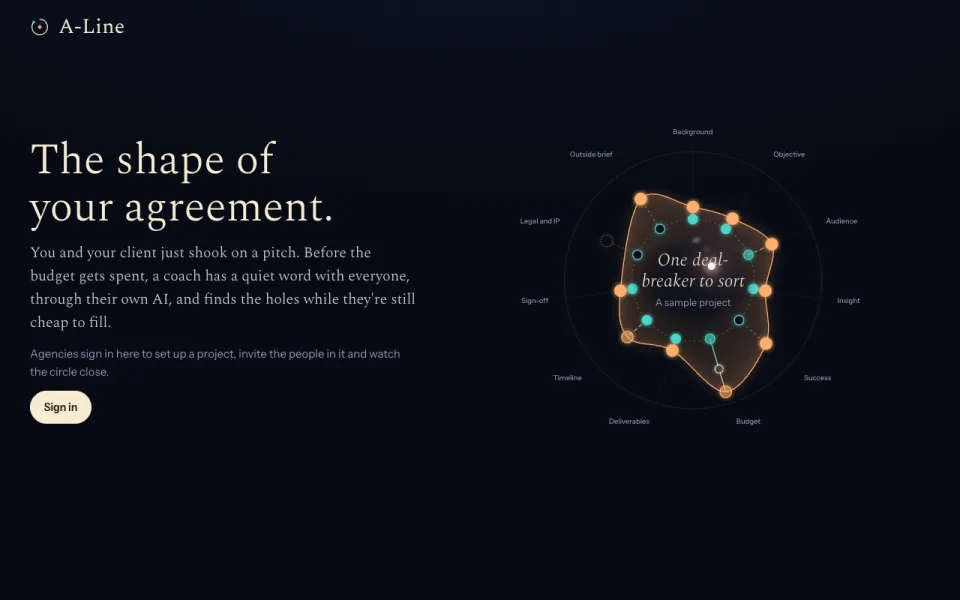 A-Line
The shape of
your agreement.
You and your client just shook on a pitch. Before the
budget gets spent, a coach has a quiet word with everyone,
through their own AI, and finds the holes while they're still
cheap to fill.
Agencies sign in here to set up a project, invite the people in it and watch
the circle close.
Sign in
Background
Outside brief
Objective
Legal and IP
Audience
One deal-
breaker to sort
A sample project
Sign-off
Insight
Timeline
Success
Deliverables
Budget